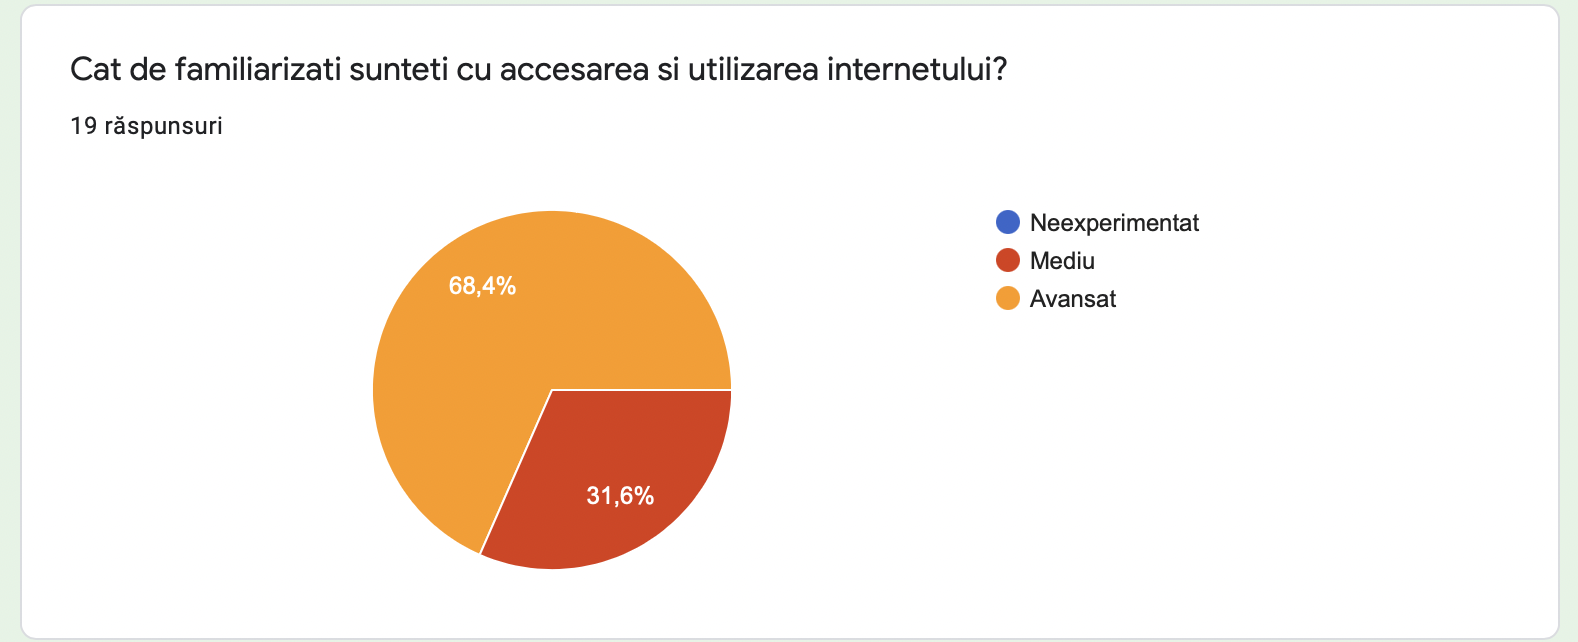 Cat de familiarizati sunteti cu accesarea si utilizarea internetului?
19 răspunsuri
Neexperimentat
Mediu
Avansat
68,4%
31,6%